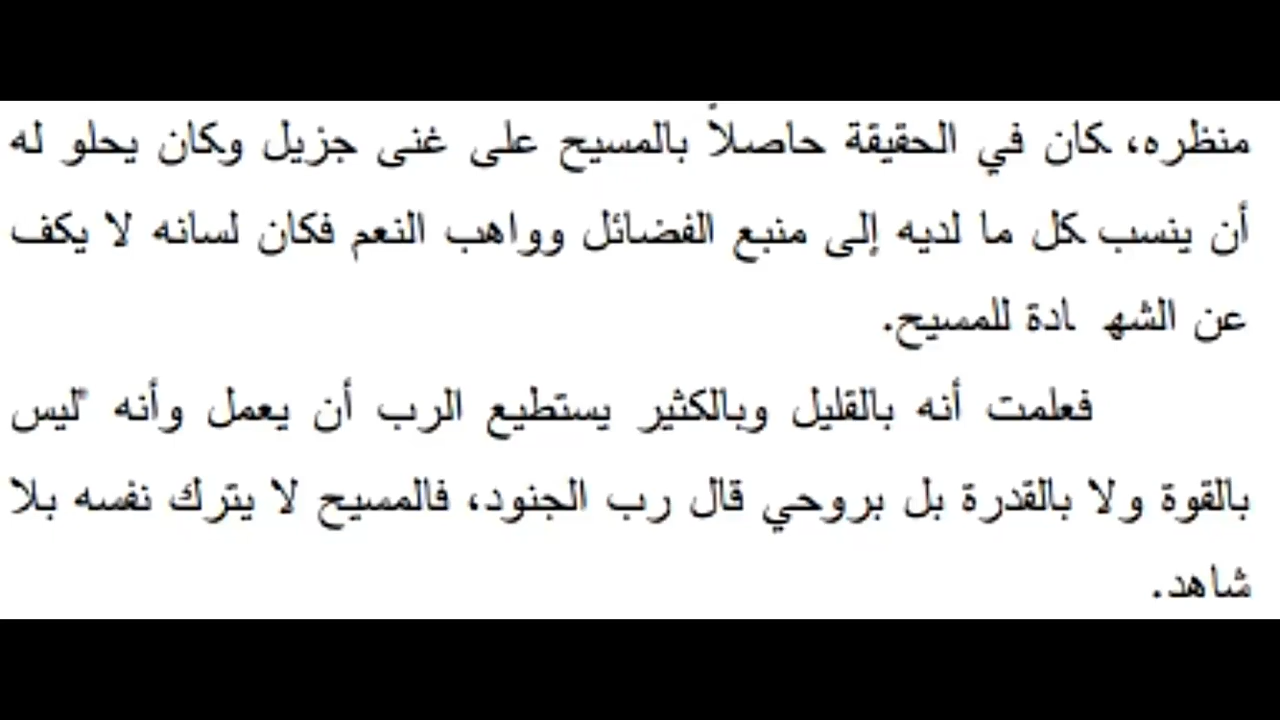 منظره، كان في الحقيقة حاصلاً بالمسيح على غنى جزيل وكان يحلو له
أن ينسب كل ما لديه إلى منبع الفضائل وواهب النعم فكان لسانه لا يكف
عن الشهادة للمسيح.
فعلمت أنه بالقليل وبالكثير يستطيع الرب أن يعمل وأنه "ليس
بالقوة ولا بالقدرة بل بروحي قال رب الجنود، فالمسيح لا يترك نفسه بلا
شاهد.